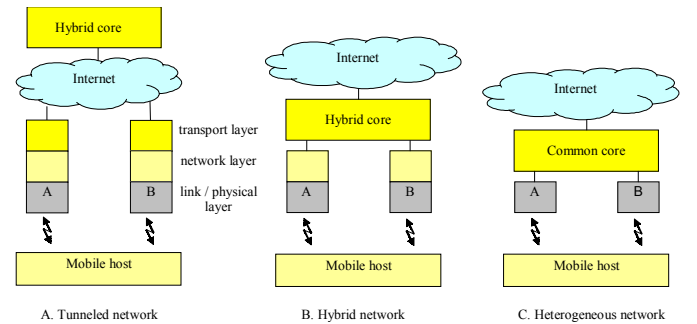 Hybrid core
Internet
transport layer
network layer
A
B
link / physical
layer
Mobile host
A. Tunneled network
Internet
Hybrid core
A
B
Mobile host
B. Hybrid network
Internet
Common core
A
B
Mobile host
C. Heterogeneous network